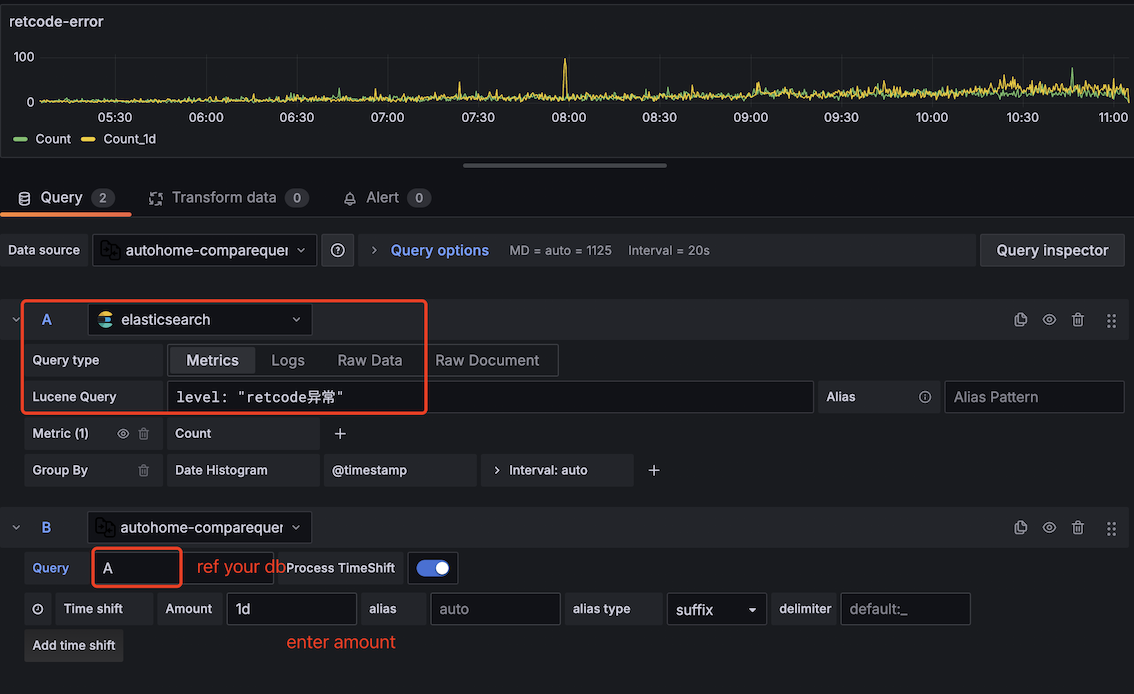 retcode-error
100
0
05:30 06:00 06:30 07:00 07:30 08:00 08:30 09:00 09:30 10:00 10:30 11:00
Count Count_1d
Query 2 Transform data 0 Alert 0
Data source autohome-comparequer Query options MD = auto = 1125 Interval = 20s Query inspector
A elasticsearch
Query type Metrics Logs Raw Data Raw Document
Lucene Query level: "retcode异常" Alias Alias Pattern
Metric (1) Count +
Group By Date Histogram @timestamp > Interval: auto +
B autohome-comparequer
Query A ref your db Process TimeShift
Time shift Amount 1d alias auto alias type suffix delimiter default:_
Add time shift enter amount